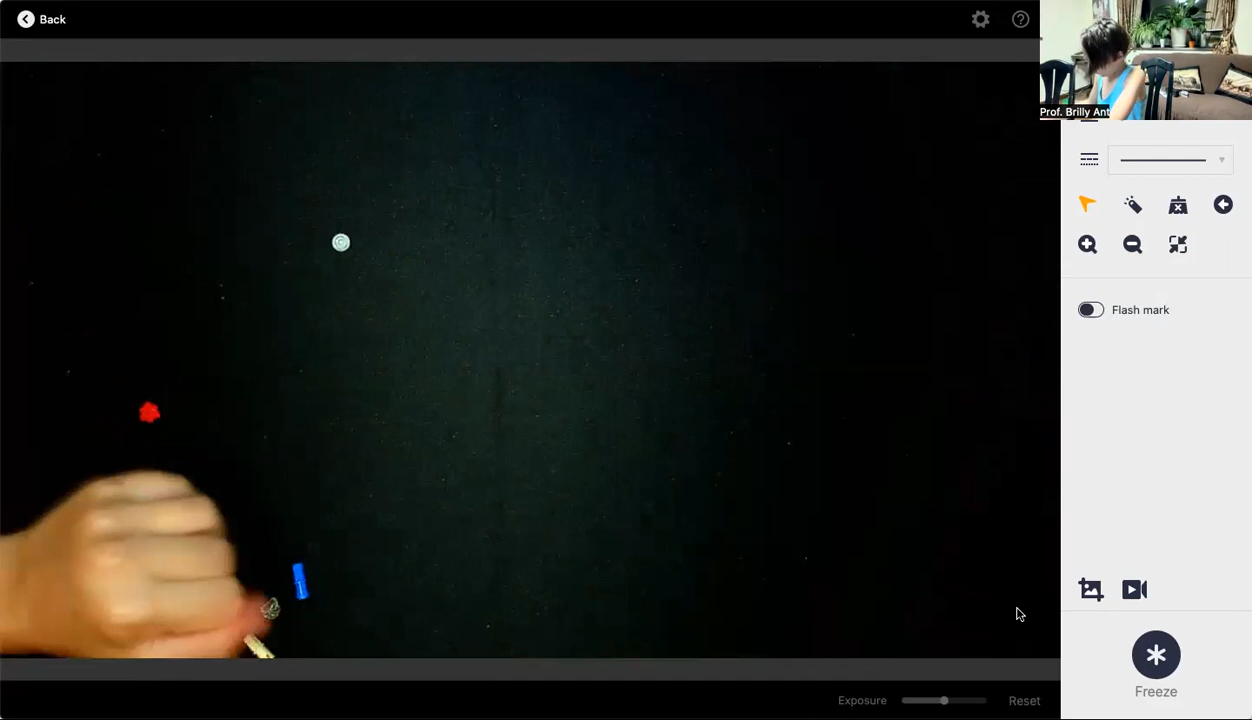 Back
Prof. Brilly Ant
Flash mark
Exposure
Reset
Freeze